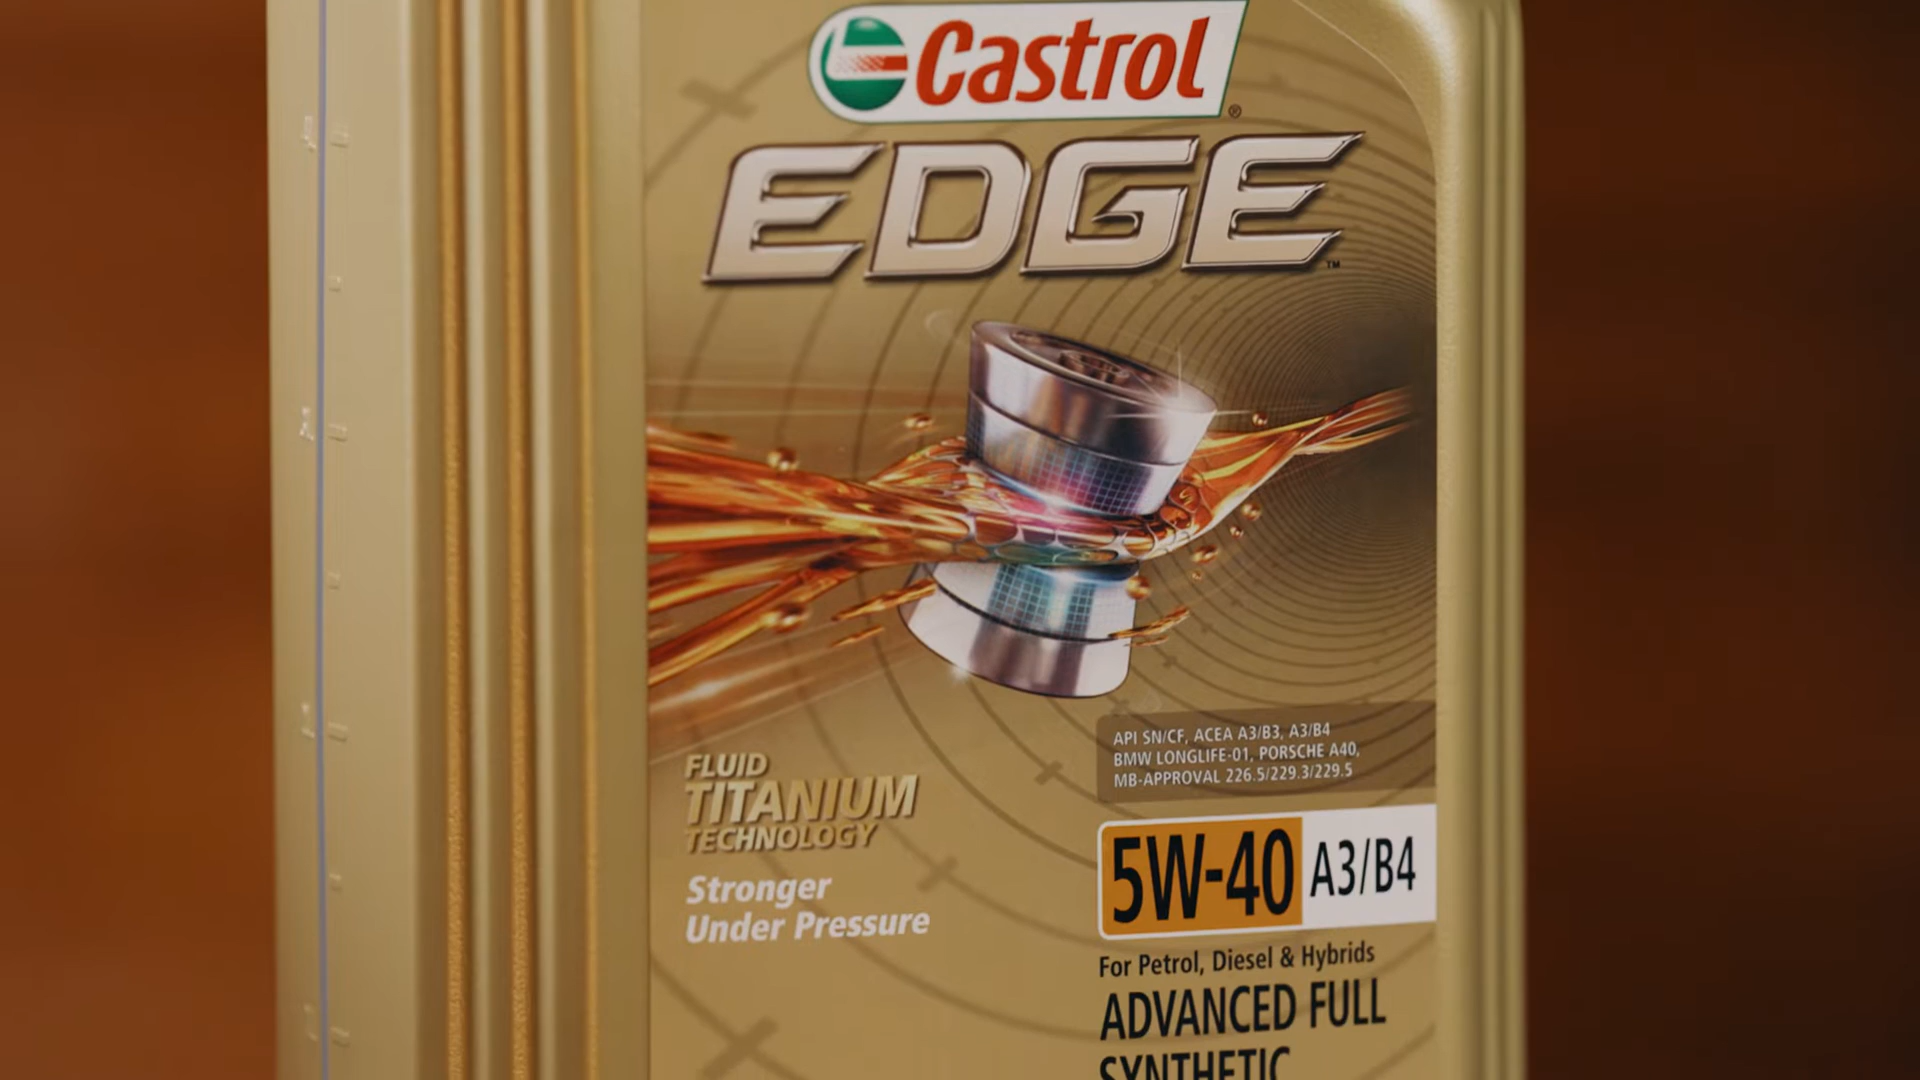 Castrol®
EDGE™
FLUID
TITANIUM
TECHNOLOGY
Stronger
Under Pressure
API SN/CF, ACEA A3/B3, A3/B4
BMW LONGLIFE-01, PORSCHE A40,
MB-APPROVAL 226.5/229.3/229.5
5W-40 A3/B4
For Petrol, Diesel & Hybrids
ADVANCED FULL
SYNTHETIC